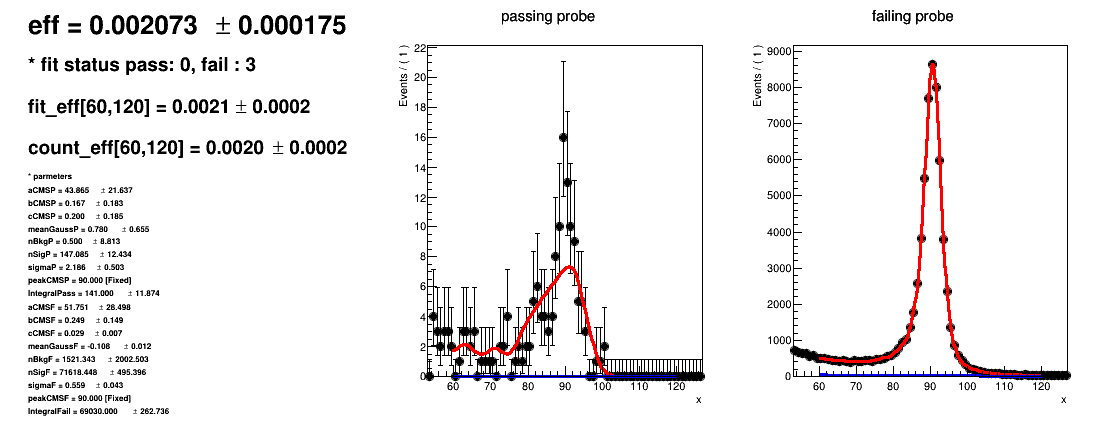 eff = 0.002073 ± 0.000175
* fit status pass: 0, fail : 3
fit_eff[60,120] = 0.0021 ± 0.0002
count_eff[60,120] = 0.0020 ± 0.0002
* parmeters
aCMSP = 43.865 ± 21.637
bCMSP = 0.167 ± 0.183
cCMSP = 0.200 ± 0.185
meanGaussP = 0.780 ± 0.655
nBkgP = 0.500 ± 8.813
nSigP = 147.085 ± 12.434
sigmaP = 2.186 ± 0.503
peakCMSP = 90.000 [Fixed]
IntegralPass = 141.000 ± 11.874
aCMSF = 51.751 ± 28.498
bCMSF = 0.249 ± 0.149
cCMSF = 0.029 ± 0.007
meanGaussF = -0.108 ± 0.012
nBkgF = 1521.343 ± 2002.503
nSigF = 71618.448 ± 495.396
sigmaF = 0.559 ± 0.043
peakCMSF = 90.000 [Fixed]
IntegralFail = 69030.000 ± 262.736
passing probe
Events / ( 1 )
22
20
18
16
14
12
10
8
6
4
2
0
60 70 80 90 100 110 120
x
failing probe
Events / ( 1 )
9000
8000
7000
6000
5000
4000
3000
2000
1000
0
60 70 80 90 100 110 120
x